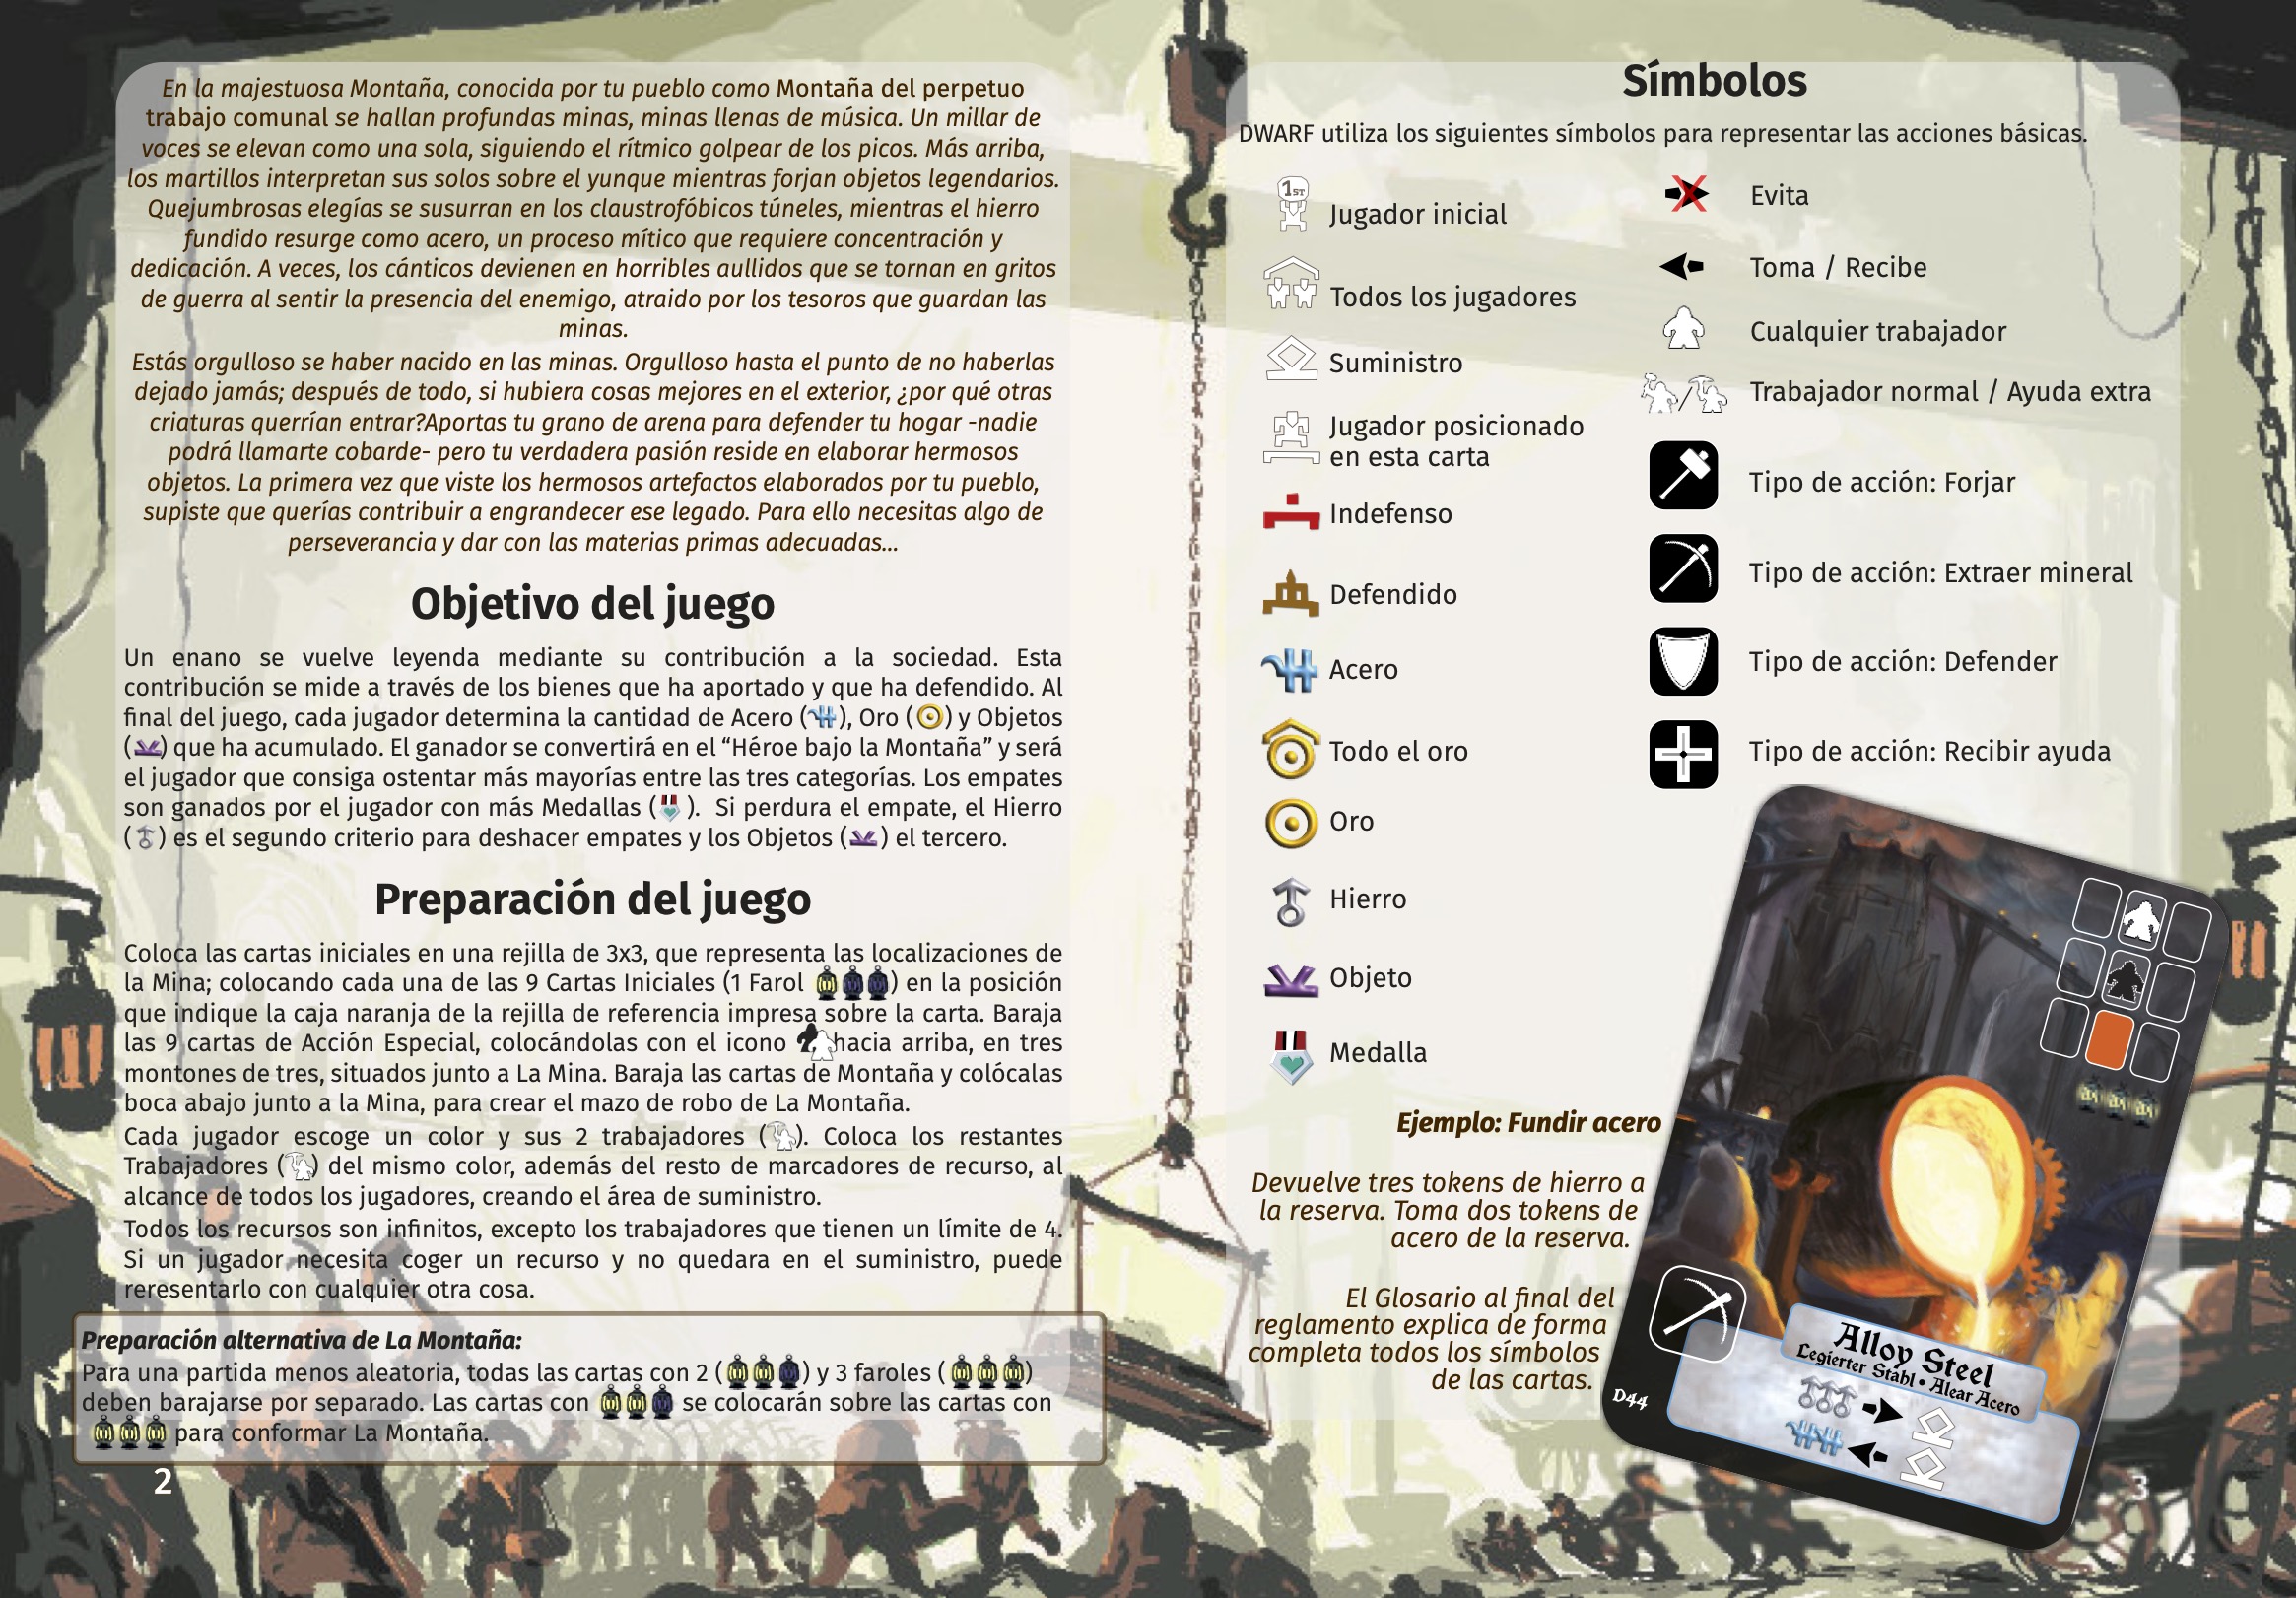 En la majestuosa Montaña, conocida por tu pueblo como Montaña del perpetuo
trabajo comunal se hallan profundas minas, minas llenas de música. Un millar de
voces se elevan como una sola, siguiendo el rítmico golpear de los picos. Más arriba,
los martillos interpretan sus solos sobre el yunque mientras forjan objetos legendarios.
Quejumbrosas elegías se susurran en los claustrofóbicos túneles, mientras el hierro
fundido resurge como acero, un proceso mítico que requiere concentración y
dedicación. A veces, los cánticos devienen en horribles aullidos que se tornan en gritos
de guerra al sentir la presencia del enemigo, atraido por los tesoros que guardan las
minas.
Estás orgulloso se haber nacido en las minas. Orgulloso hasta el punto de no haberlas
dejado jamás; después de todo, si hubiera cosas mejores en el exterior, ¿por qué otras
criaturas querrían entrar?Aportas tu grano de arena para defender tu hogar -nadie
podrá llamarte cobarde- pero tu verdadera pasión reside en elaborar hermosos
objetos. La primera vez que viste los hermosos artefactos elaborados por tu pueblo,
supiste que querías contribuir a engrandecer ese legado. Para ello necesitas algo de
perseverancia y dar con las materias primas adecuadas...
Objetivo del juego
Un enano se vuelve leyenda mediante su contribución a la sociedad. Esta
contribución se mide a través de los bienes que ha aportado y que ha defendido. Al
final del juego, cada jugador determina la cantidad de Acero ( ), Oro ( ) y Objetos
( ) que ha acumulado. El ganador se convertirá en el “Héroe bajo la Montaña” y será
el jugador que consiga ostentar más mayorías entre las tres categorías. Los empates
son ganados por el jugador con más Medallas ( ). Si perdura el empate, el Hierro
( ) es el segundo criterio para deshacer empates y los Objetos ( ) el tercero.
Preparación del juego
Coloca las cartas iniciales en una rejilla de 3x3, que representa las localizaciones de
la Mina; colocando cada una de las 9 Cartas Iniciales (1 Farol ) en la posición
que indique la caja naranja de la rejilla de referencia impresa sobre la carta. Baraja
las 9 cartas de Acción Especial, colocándolas con el icono hacia arriba, en tres
montones de tres, situados junto a La Mina. Baraja las cartas de Montaña y colócalas
boca abajo junto a la Mina, para crear el mazo de robo de La Montaña.
Cada jugador escoge un color y sus 2 trabajadores ( ). Coloca los restantes
Trabajadores ( ) del mismo color, además del resto de marcadores de recurso, al
alcance de todos los jugadores, creando el área de suministro.
Todos los recursos son infinitos, excepto los trabajadores que tienen un límite de 4.
Si un jugador necesita coger un recurso y no quedara en el suministro, puede
reresentarlo con cualquier otra cosa.
Preparación alternativa de La Montaña:
Para una partida menos aleatoria, todas las cartas con 2 ( ) y 3 faroles ( )
deben barajarse por separado. Las cartas con se colocarán sobre las cartas con
para conformar La Montaña.
2
Símbolos
DWARF utiliza los siguientes símbolos para representar las acciones básicas.
1ST
Jugador inicial
Todos los jugadores
Suministro
Jugador posicionado
en esta carta
Indefenso
Defendido
Acero
Todo el oro
Oro
Hierro
Objeto
Medalla
Evita
Toma / Recibe
Cualquier trabajador
Trabajador normal / Ayuda extra
Tipo de acción: Forjar
Tipo de acción: Extraer mineral
Tipo de acción: Defender
Tipo de acción: Recibir ayuda
Ejemplo: Fundir acero
Devuelve tres tokens de hierro a
la reserva. Toma dos tokens de
acero de la reserva.
El Glosario al final del
reglamento explica de forma
completa todos los símbolos
de las cartas.
Alloy Steel
Legierter Stahl • Alear Acero
D44
3